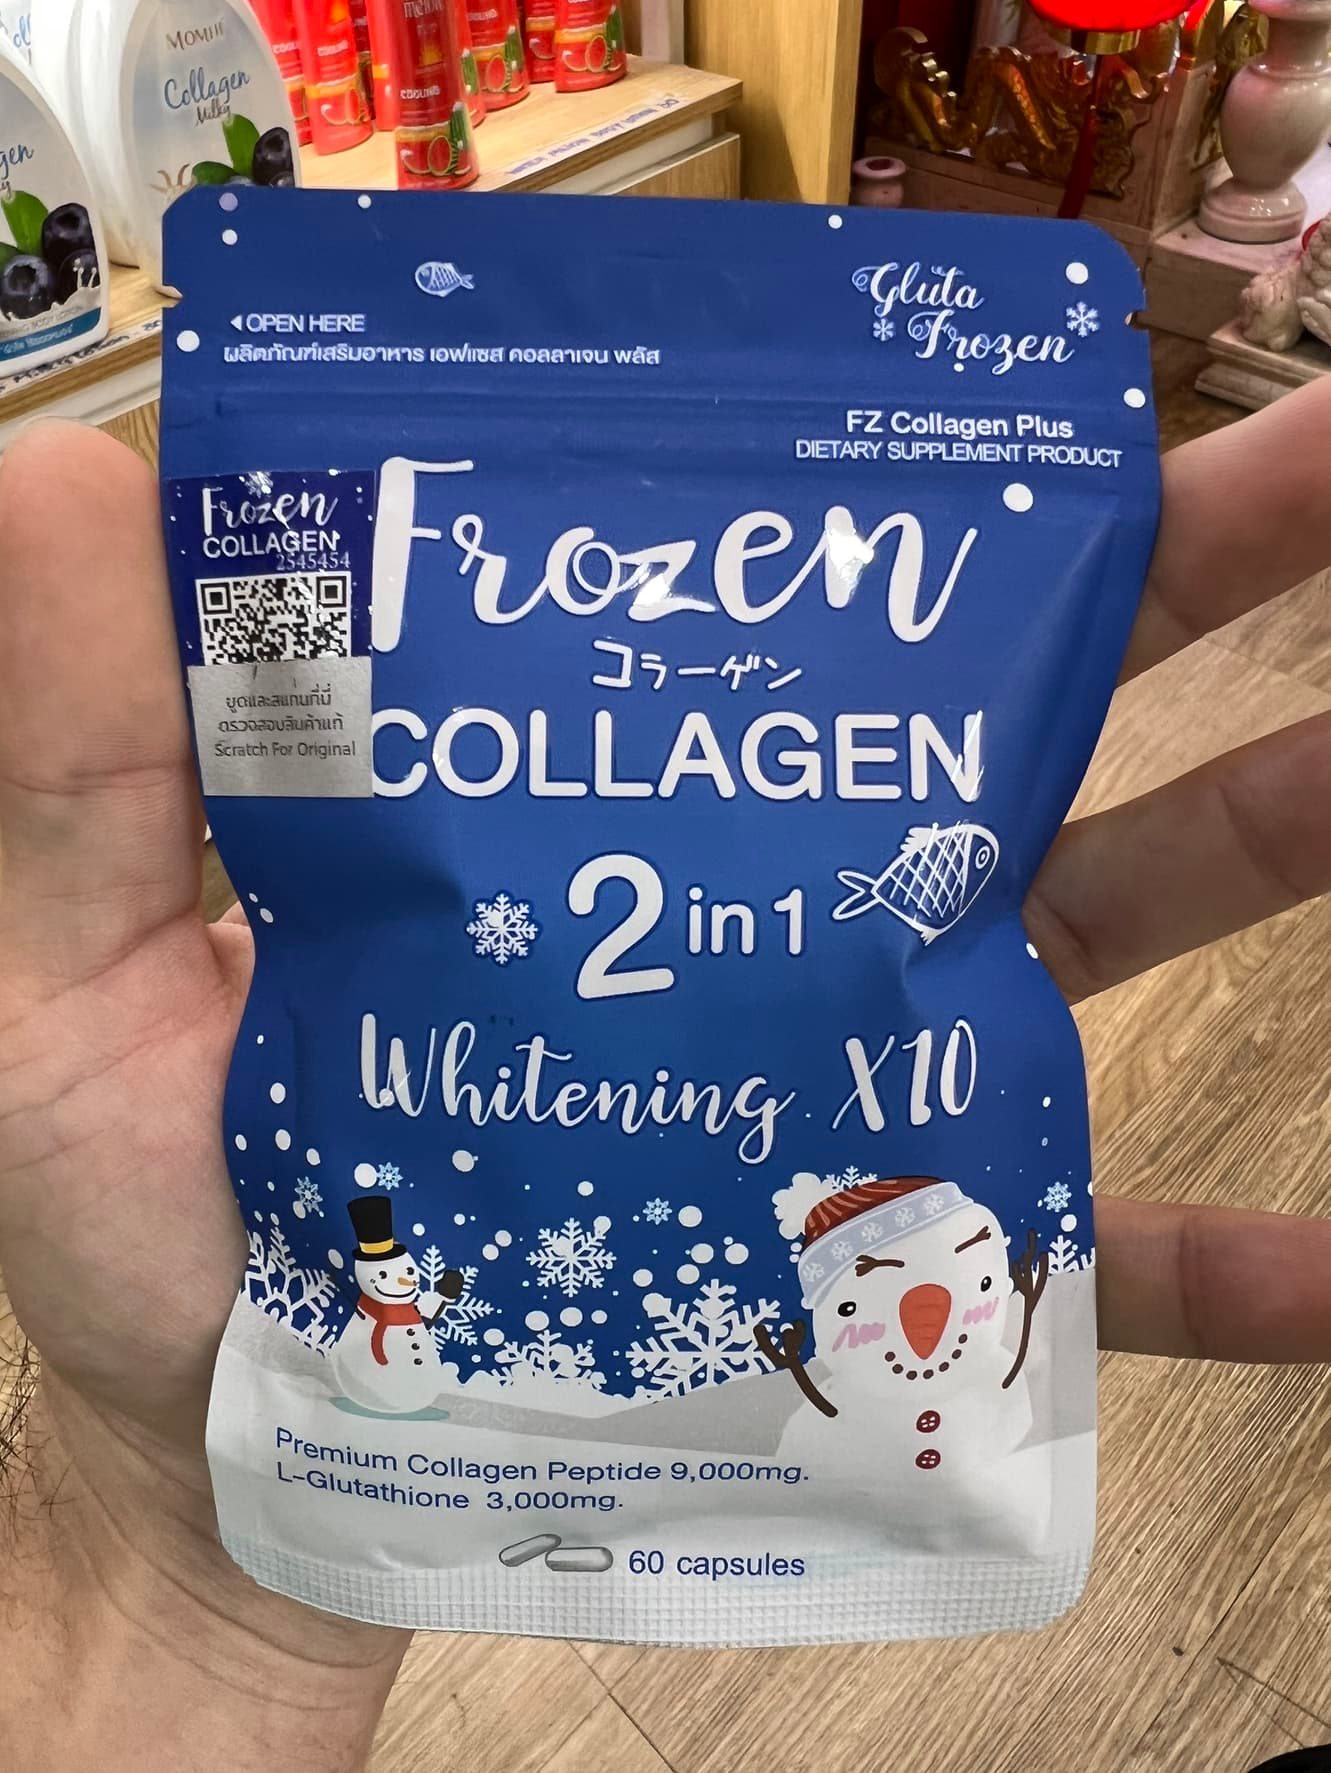 MOMIE
Collagen
Milky
COOLING
◄ OPEN HERE
ผลิตภัณฑ์เสริมอาหาร เอฟแซส คอลลาเจน พลัส
Gluta
Frozen
FZ Collagen Plus
DIETARY SUPPLEMENT PRODUCT
Frozen
COLLAGEN
2545454
ขูดและสแกนที่นี่
ตรวจสอบสินค้าแท้
Scratch For Original
Frozen
コラーゲン
COLLAGEN
2 in 1
Whitening X10
Premium Collagen Peptide 9,000mg.
L-Glutathione 3,000mg.
60 capsules